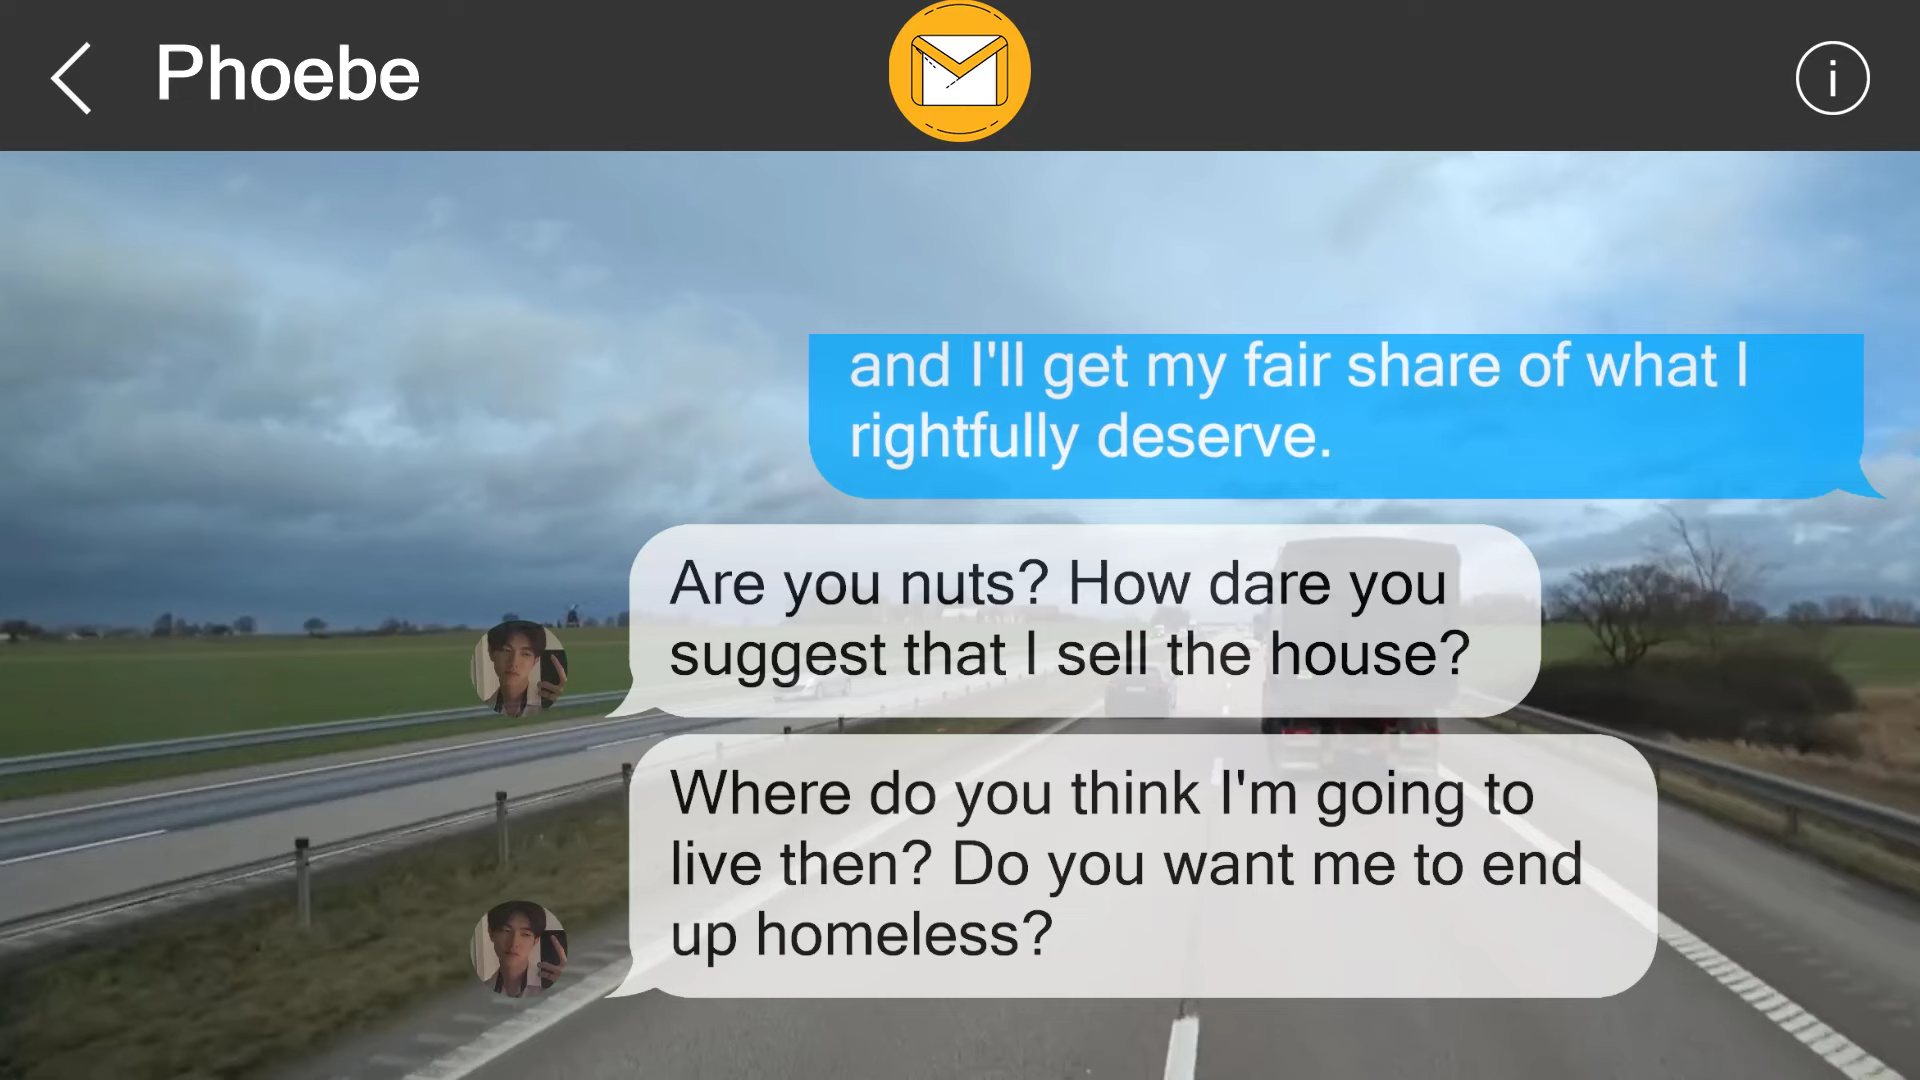 Phoebe
i
and I'll get my fair share of what I
rightfully deserve.
Are you nuts? How dare you
suggest that I sell the house?
Where do you think I'm going to
live then? Do you want me to end
up homeless?